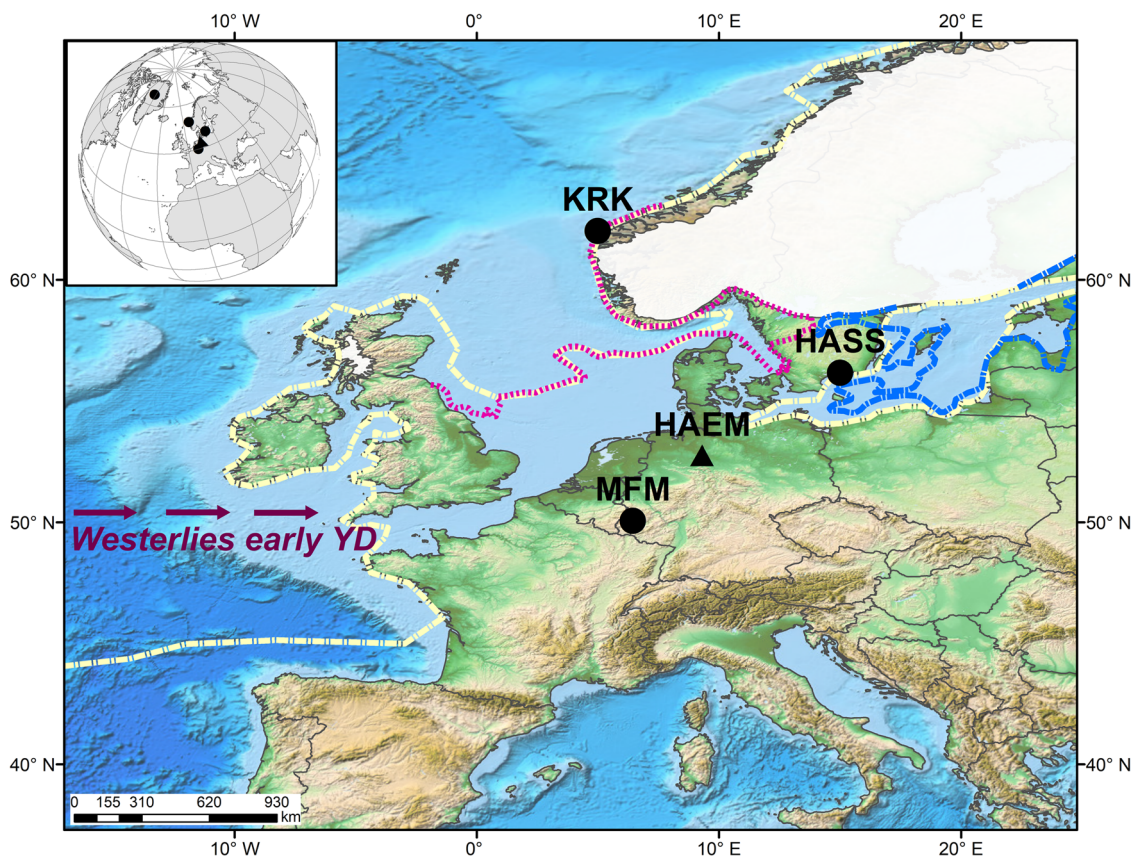 10° W 0° 10° E 20° E
KRK
60° N 60° N
HASS
HAEM
MFM
50° N 50° N
Westerlies early YD
40° N 40° N
0 155 310 620 930
km
10° W 0° 10° E 20° E